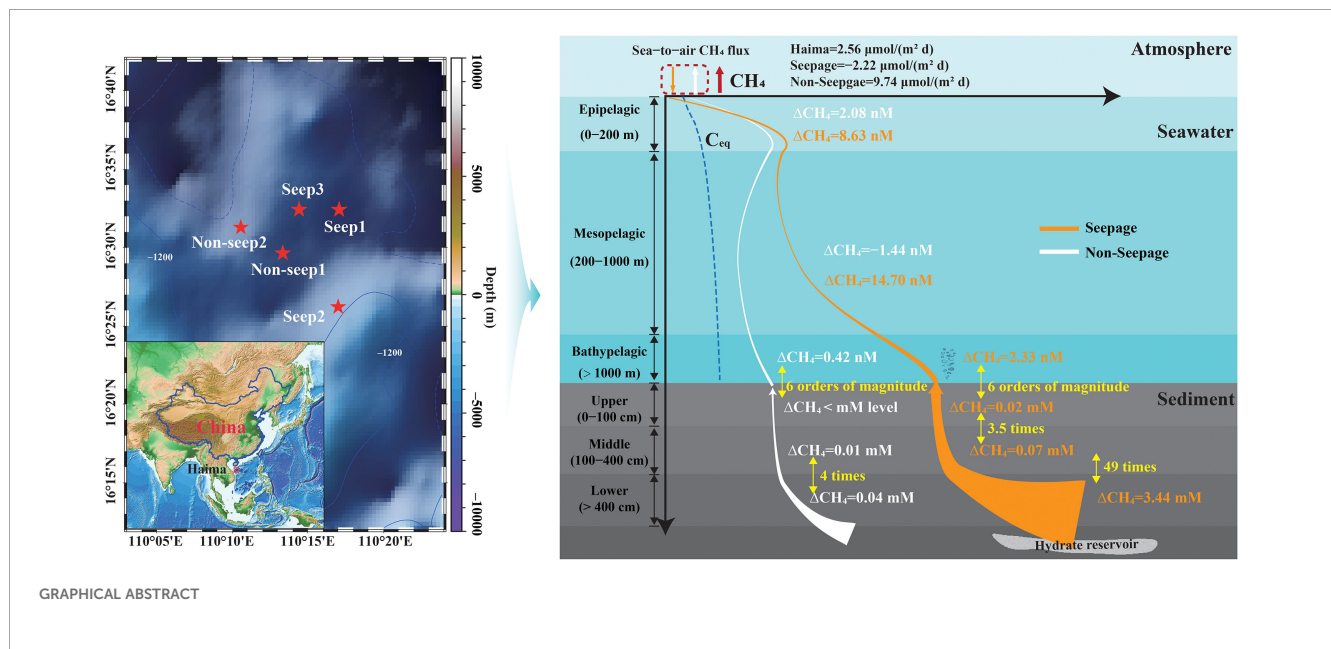 16°40'N
16°35'N
16°30'N
16°25'N
16°20'N
16°15'N
110°05'E
110°10'E
110°15'E
110°20'E
Seep3
Seep1
Non-seep2
Non-seep1
Seep2
−1200
−1200
China
Haima
10000
5000
0
−5000
−10000
Depth (m)
Sea−to−air CH₄ flux
CH₄
Haima=2.56 μmol/(m² d)
Seepage=−2.22 μmol/(m² d)
Non-Seepgae=9.74 μmol/(m² d)
Atmosphere
Epipelagic
(0−200 m)
Ceq
ΔCH₄=2.08 nM
ΔCH₄=8.63 nM
Seawater
Mesopelagic
(200−1000 m)
ΔCH₄=−1.44 nM
ΔCH₄=14.70 nM
Seepage
Non-Seepage
Bathypelagic
(> 1000 m)
ΔCH₄=0.42 nM
ΔCH₄=2.33 nM
6 orders of magnitude
6 orders of magnitude
Upper
(0−100 cm)
ΔCH₄ < mM level
ΔCH₄=0.02 mM
Sediment
3.5 times
Middle
(100−400 cm)
ΔCH₄=0.01 mM
ΔCH₄=0.07 mM
4 times
49 times
Lower
(> 400 cm)
ΔCH₄=0.04 mM
ΔCH₄=3.44 mM
Hydrate reservoir
GRAPHICAL ABSTRACT